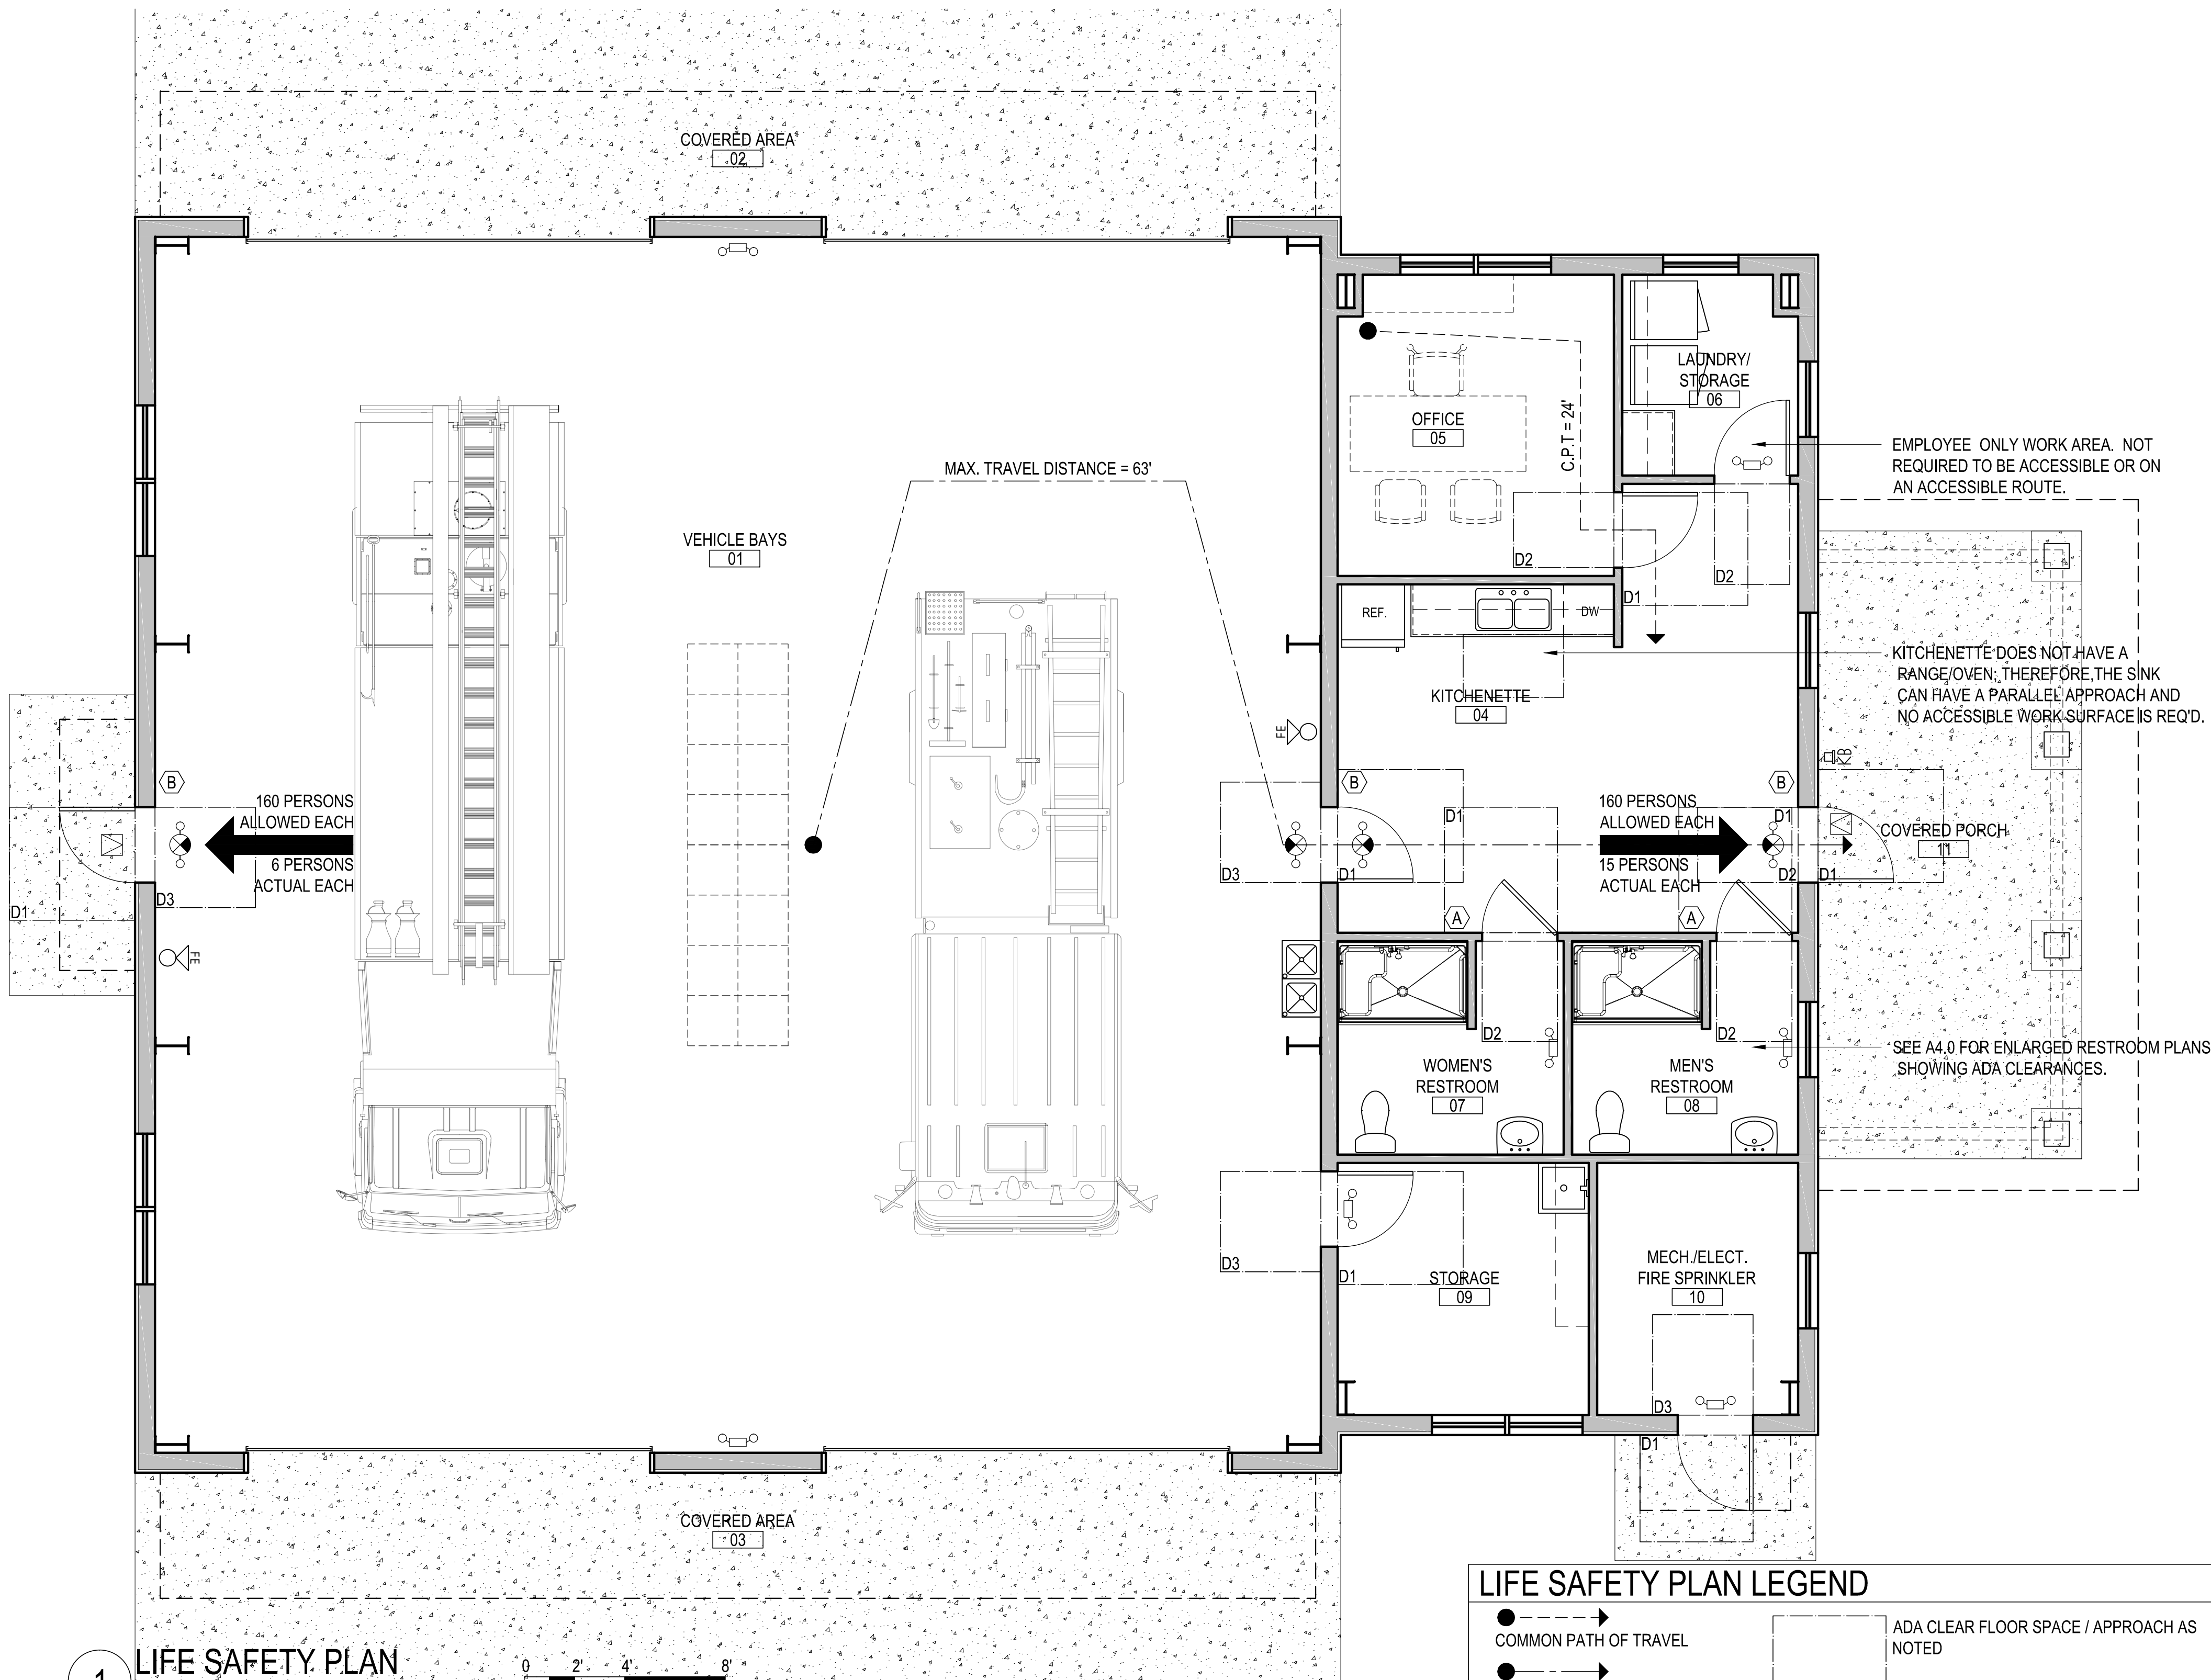 COVERED AREA
02
LAUNDRY/
STORAGE
06
OFFICE
05
C.P.T = 24'
EMPLOYEE ONLY WORK AREA. NOT
REQUIRED TO BE ACCESSIBLE OR ON
AN ACCESSIBLE ROUTE.
MAX. TRAVEL DISTANCE = 63'
VEHICLE BAYS
01
D2
D2
D1
REF.
DW
KITCHENETTE
04
KITCHENETTE DOES NOT HAVE A
RANGE/OVEN; THEREFORE, THE SINK
CAN HAVE A PARALLEL APPROACH AND
NO ACCESSIBLE WORK SURFACE IS REQ'D.
FE
KB
B
B
B
160 PERSONS
ALLOWED EACH
6 PERSONS
ACTUAL EACH
D1
D3
FE
D3
D1
D1
160 PERSONS
ALLOWED EACH
15 PERSONS
ACTUAL EACH
D1
D2
D1
COVERED PORCH
11
A
A
D2
D2
WOMEN'S
RESTROOM
07
MEN'S
RESTROOM
08
SEE A4.0 FOR ENLARGED RESTROOM PLANS
SHOWING ADA CLEARANCES.
D3
D1
STORAGE
09
MECH./ELECT.
FIRE SPRINKLER
10
D3
D1
COVERED AREA
03
1
LIFE SAFETY PLAN
0 2' 4' 8'
LIFE SAFETY PLAN LEGEND
COMMON PATH OF TRAVEL
ADA CLEAR FLOOR SPACE / APPROACH AS
NOTED